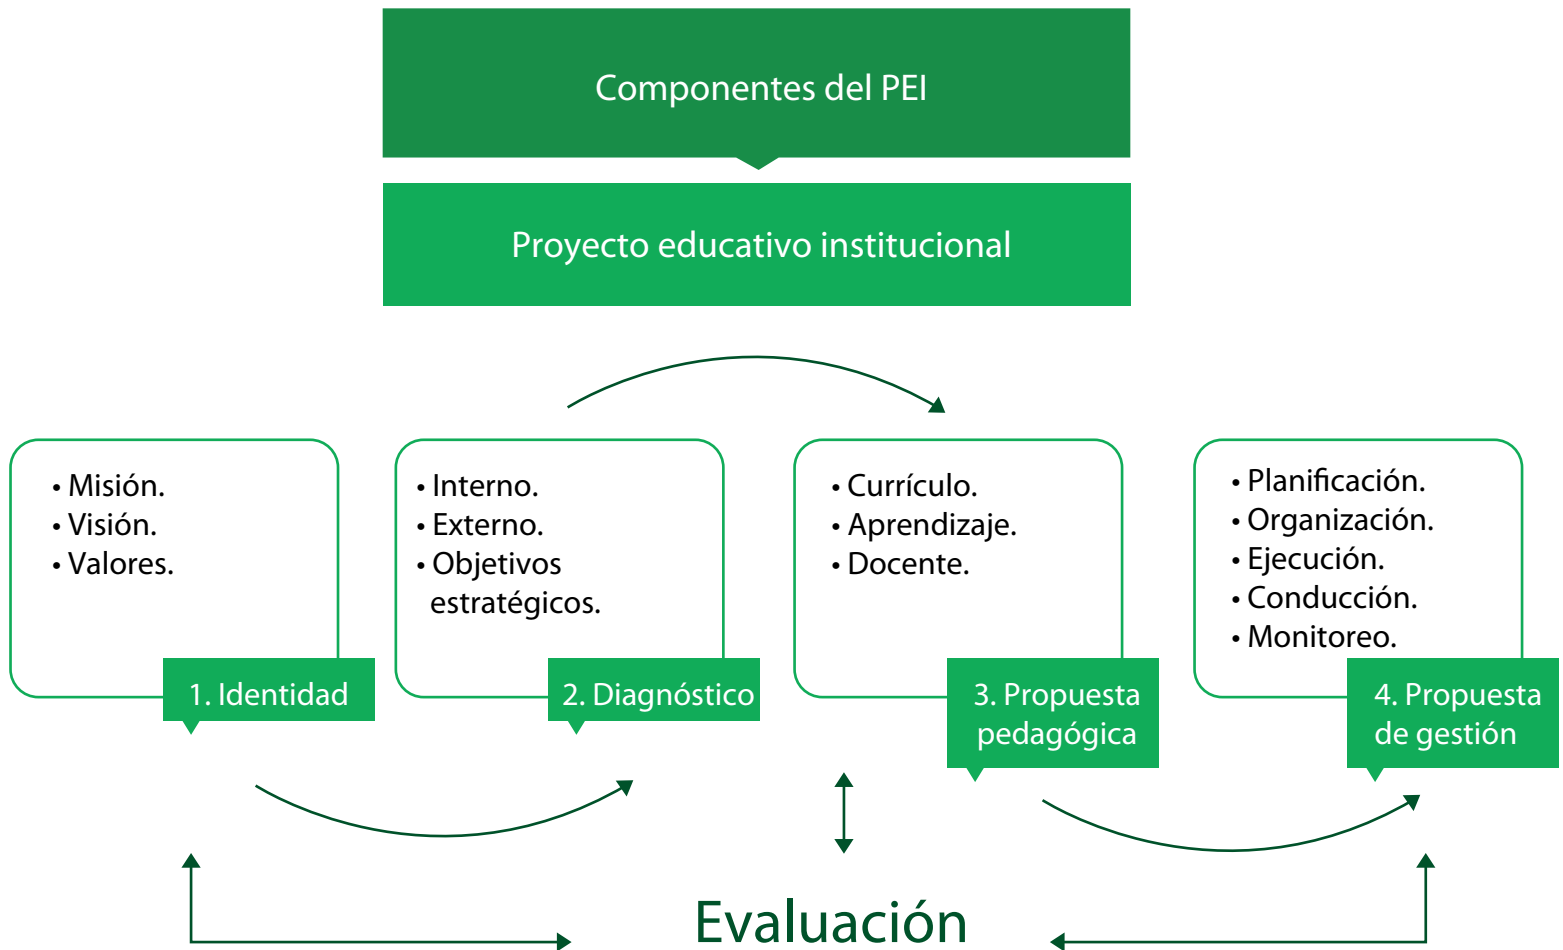 Componentes del PEI
Proyecto educativo institucional
• Misión.
• Visión.
• Valores.
1. Identidad
• Interno.
• Externo.
• Objetivos
estratégicos.
2. Diagnóstico
• Currículo.
• Aprendizaje.
• Docente.
3. Propuesta
pedagógica
• Planificación.
• Organización.
• Ejecución.
• Conducción.
• Monitoreo.
4. Propuesta
de gestión
Evaluación